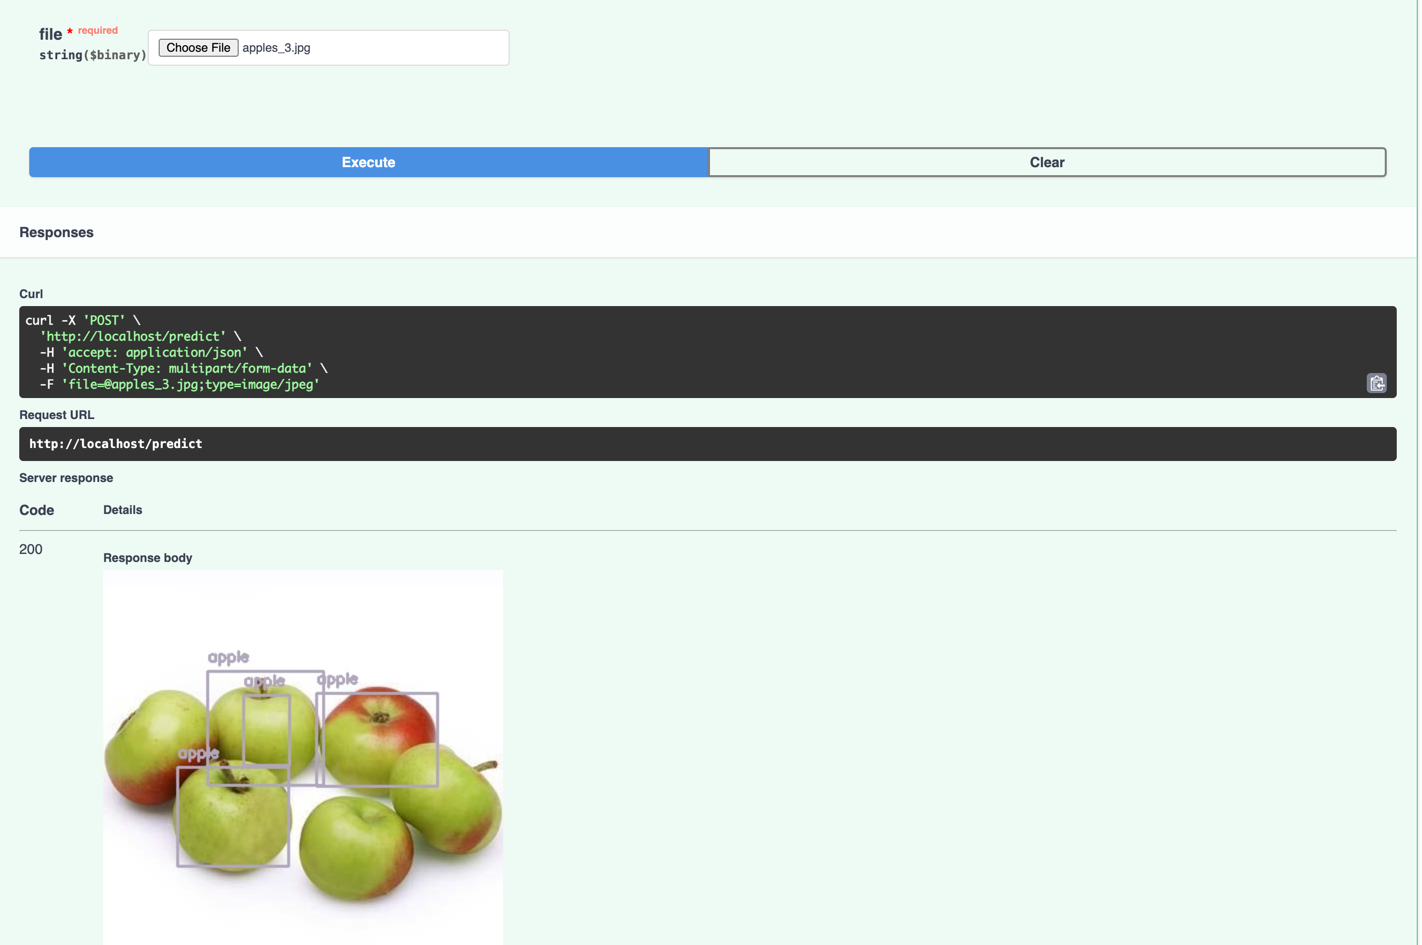 file * required
string($binary)
Choose File apples_3.jpg
Execute
Clear
Responses
Curl
curl -X 'POST' \
'http://localhost/predict' \
-H 'accept: application/json' \
-H 'Content-Type: multipart/form-data' \
-F 'file=@apples_3.jpg;type=image/jpeg'
Request URL
http://localhost/predict
Server response
Code Details
200
Response body
apple
apple
apple
apple